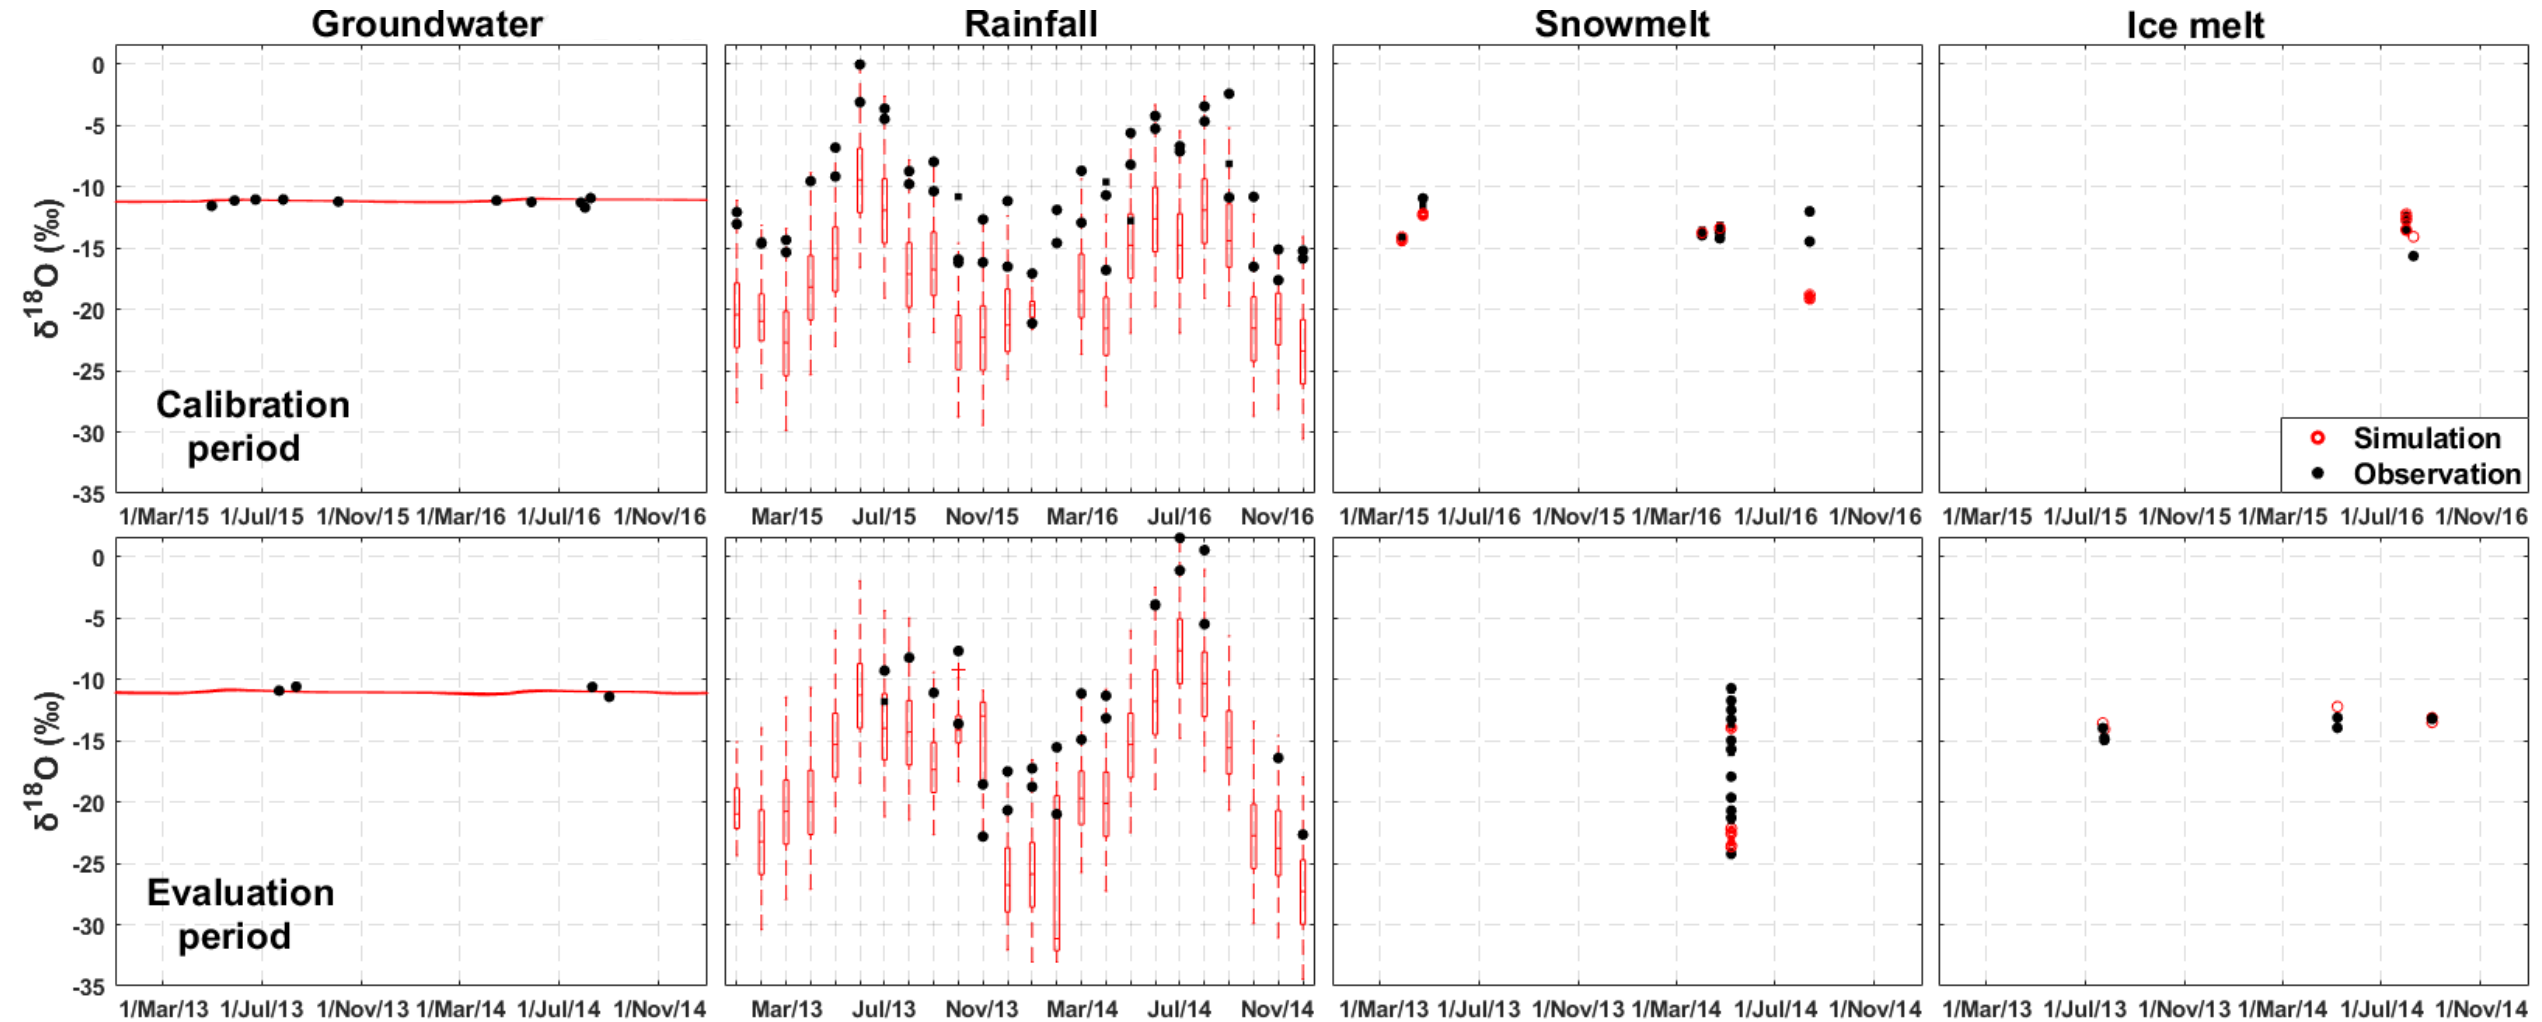 Groundwater Rainfall Snowmelt Ice melt
δ¹⁸O (‰)
0
-5
-10
-15
-20
-25
-30
-35
Calibration
period
Simulation
Observation
1/Mar/15 1/Jul/15 1/Nov/15 1/Mar/16 1/Jul/16 1/Nov/16
Mar/15 Jul/15 Nov/15 Mar/16 Jul/16 Nov/16
1/Mar/15 1/Jul/16 1/Nov/15 1/Mar/16 1/Jul/16 1/Nov/16
1/Mar/15 1/Jul/15 1/Nov/15 1/Mar/15 1/Jul/16 1/Nov/16
δ¹⁸O (‰)
0
-5
-10
-15
-20
-25
-30
-35
Evaluation
period
1/Mar/13 1/Jul/13 1/Nov/13 1/Mar/14 1/Jul/14 1/Nov/14
Mar/13 Jul/13 Nov/13 Mar/14 Jul/14 Nov/14
1/Mar/13 1/Jul/13 1/Nov/13 1/Mar/14 1/Jul/14 1/Nov/14
1/Mar/13 1/Jul/13 1/Nov/13 1/Mar/14 1/Jul/14 1/Nov/14